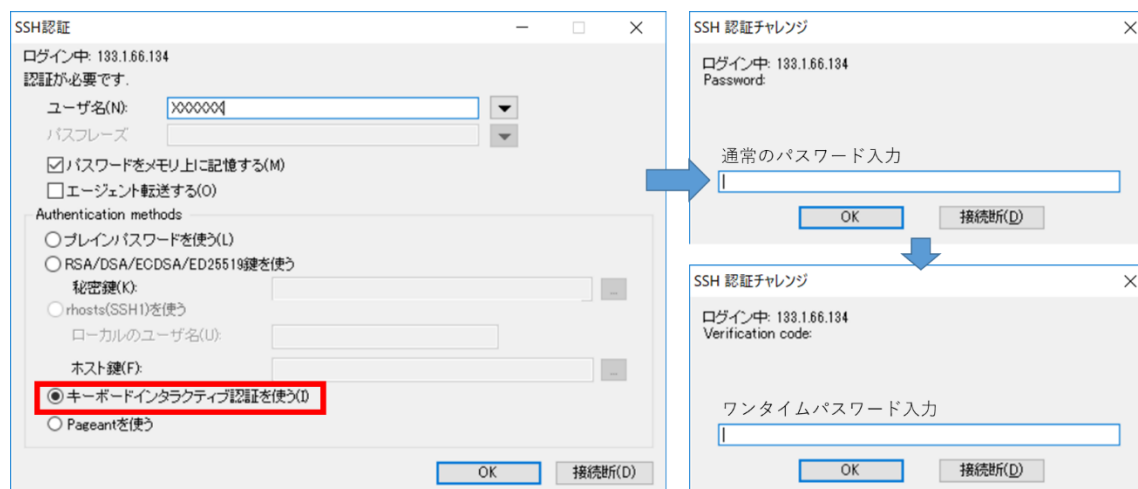 SSH認証
ログイン中: 133.1.66.134
認証が必要です.
ユーザ名(N):
XXXXXXX
パスフレーズ
パスワードをメモリ上に記憶する(M)
エージェント転送する(O)
Authentication methods
プレインパスワードを使う(L)
RSA/DSA/ECDSA/ED25519鍵を使う
秘密鍵(K):
...
rhosts(SSH1)を使う
ローカルのユーザ名(U):
ホスト鍵(F):
...
キーボードインタラクティブ認証を使う(I)
Pageantを使う
OK
接続断(D)
SSH 認証チャレンジ
ログイン中: 133.1.66.134
Password:
通常のパスワード入力
OK
接続断(D)
SSH 認証チャレンジ
ログイン中: 133.1.66.134
Verification code:
ワンタイムパスワード入力
OK
接続断(D)